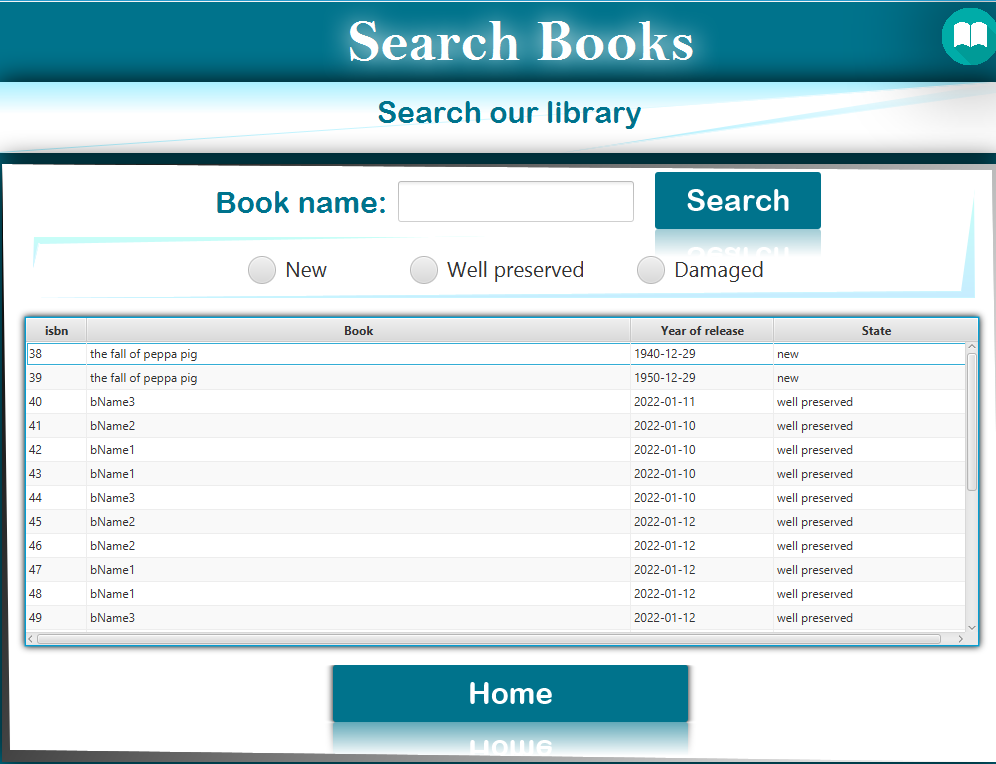 Search Books
Search our library
Book name: Search
New Well preserved Damaged
isbn Book Year of release State
38 the fall of peppa pig 1940-12-29 new
39 the fall of peppa pig 1950-12-29 new
40 bName3 2022-01-11 well preserved
41 bName2 2022-01-10 well preserved
42 bName1 2022-01-10 well preserved
43 bName1 2022-01-10 well preserved
44 bName3 2022-01-10 well preserved
45 bName2 2022-01-12 well preserved
46 bName2 2022-01-12 well preserved
47 bName1 2022-01-12 well preserved
48 bName1 2022-01-12 well preserved
49 bName3 2022-01-12 well preserved
Home